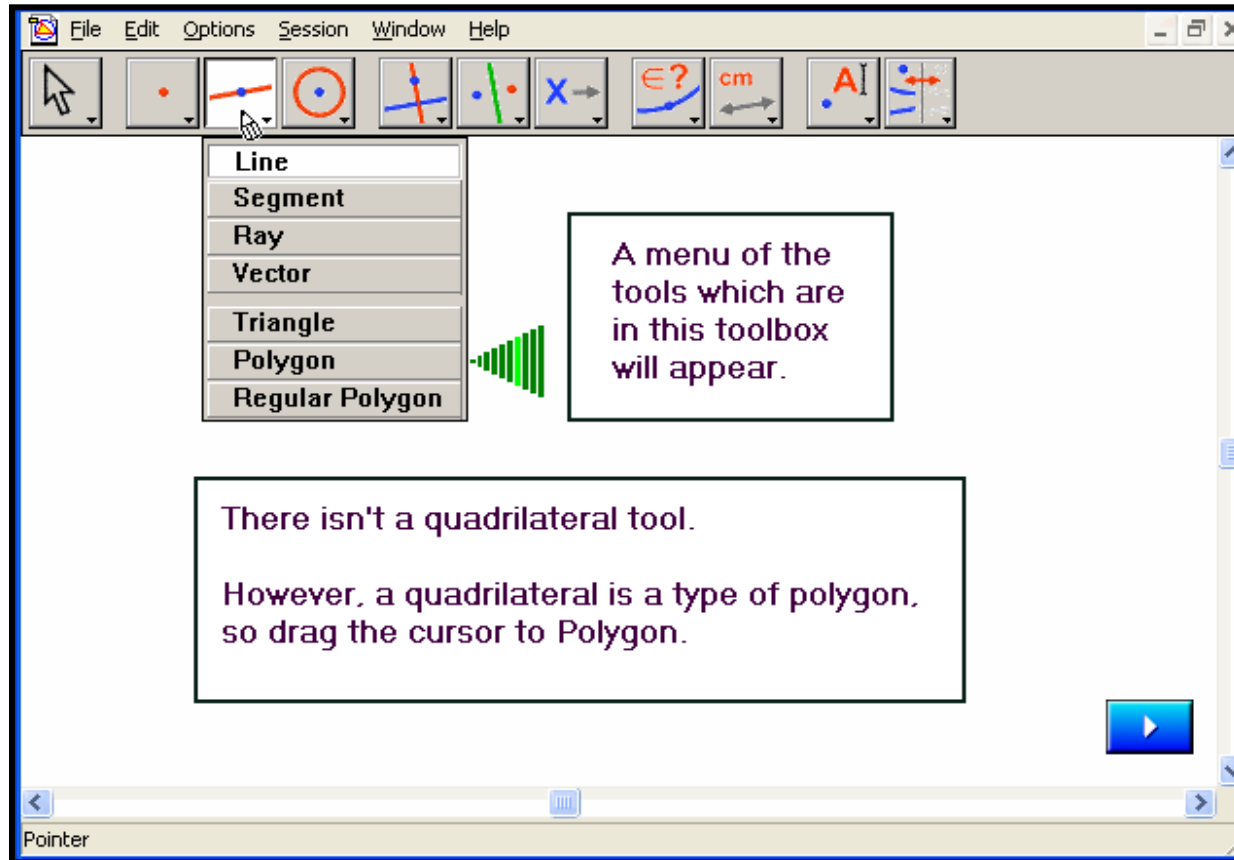 File Edit Options Session Window Help
∈? cm A
X
Line
Segment
Ray
Vector
Triangle
Polygon
Regular Polygon
A menu of the
tools which are
in this toolbox
will appear.
There isn't a quadrilateral tool.
However, a quadrilateral is a type of polygon,
so drag the cursor to Polygon.
Pointer